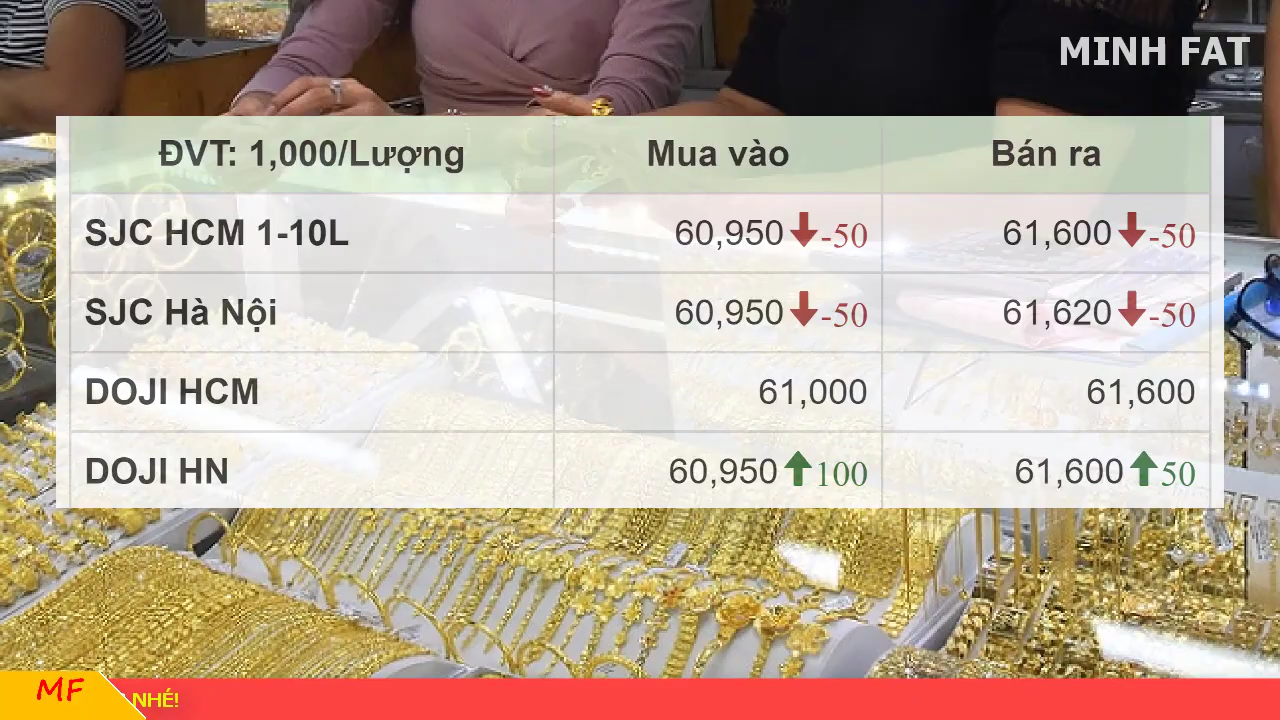 MINH FAT
ĐVT: 1,000/Lượng Mua vào Bán ra
SJC HCM 1-10L 60,950 -50 61,600 -50
SJC Hà Nội 60,950 -50 61,620 -50
DOJI HCM 61,000 61,600
DOJI HN 60,950 100 61,600 50
MF NHÉ!